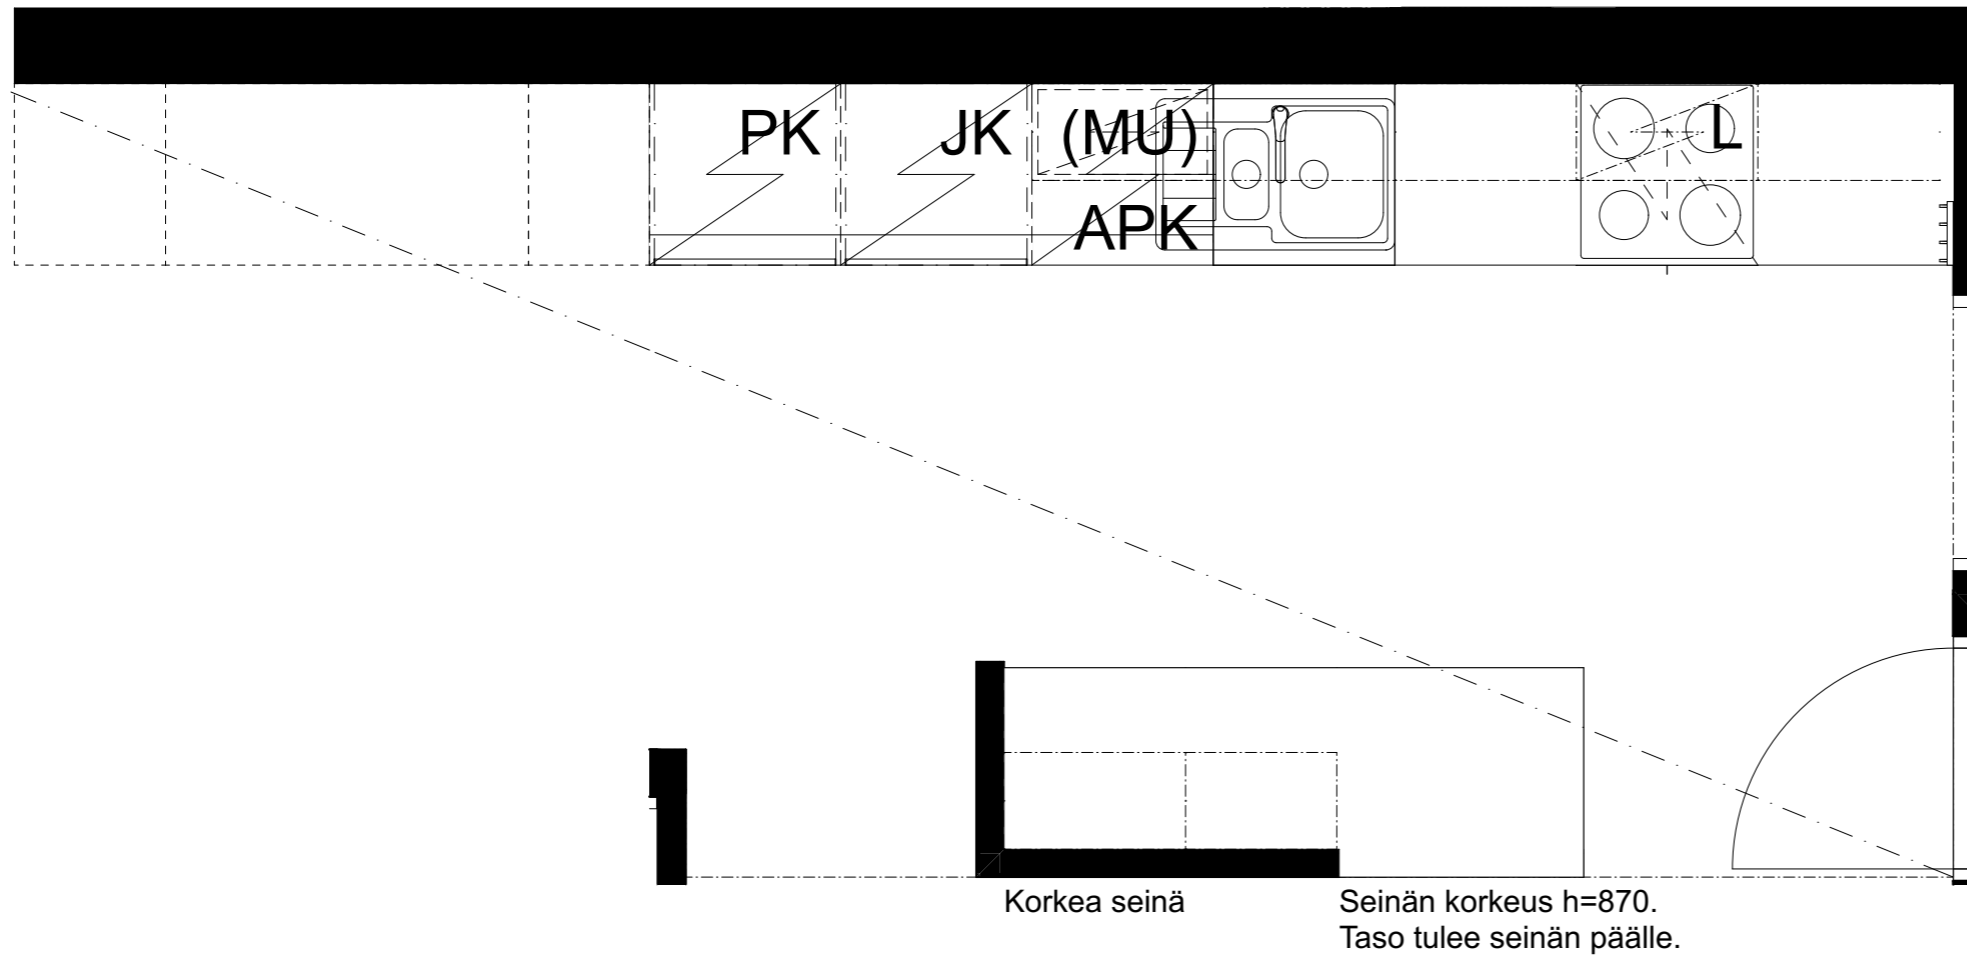 PK JK (MU) L
APK
Korkea seinä
Seinän korkeus h=870.
Taso tulee seinän päälle.